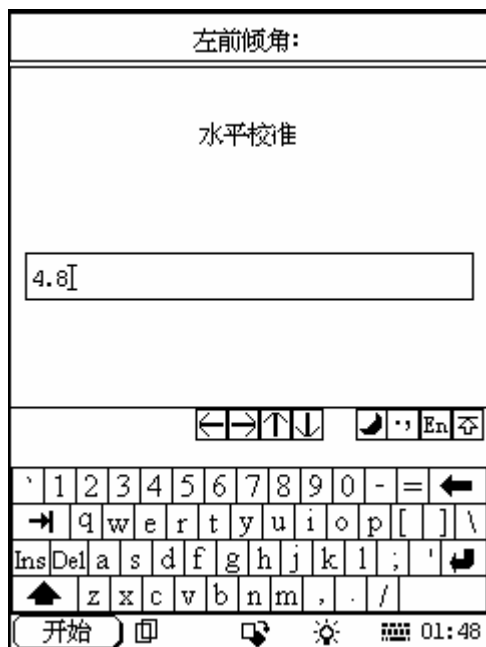 左前倾角:
水平校准
4.8
·, En
` 1 2 3 4 5 6 7 8 9 0 - =
q w e r t y u i o p [ ] \
Ins Del a s d f g h j k l ; '
z x c v b n m , . /
开始 01:48